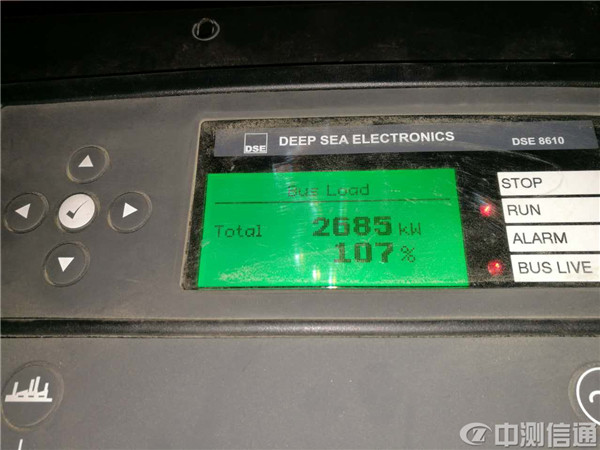 DSE DEEP SEA ELECTRONICS DSE 8610
Bus Load
Total 2685 kW
107 %
STOP
RUN
ALARM
BUS LIVE
中测信通